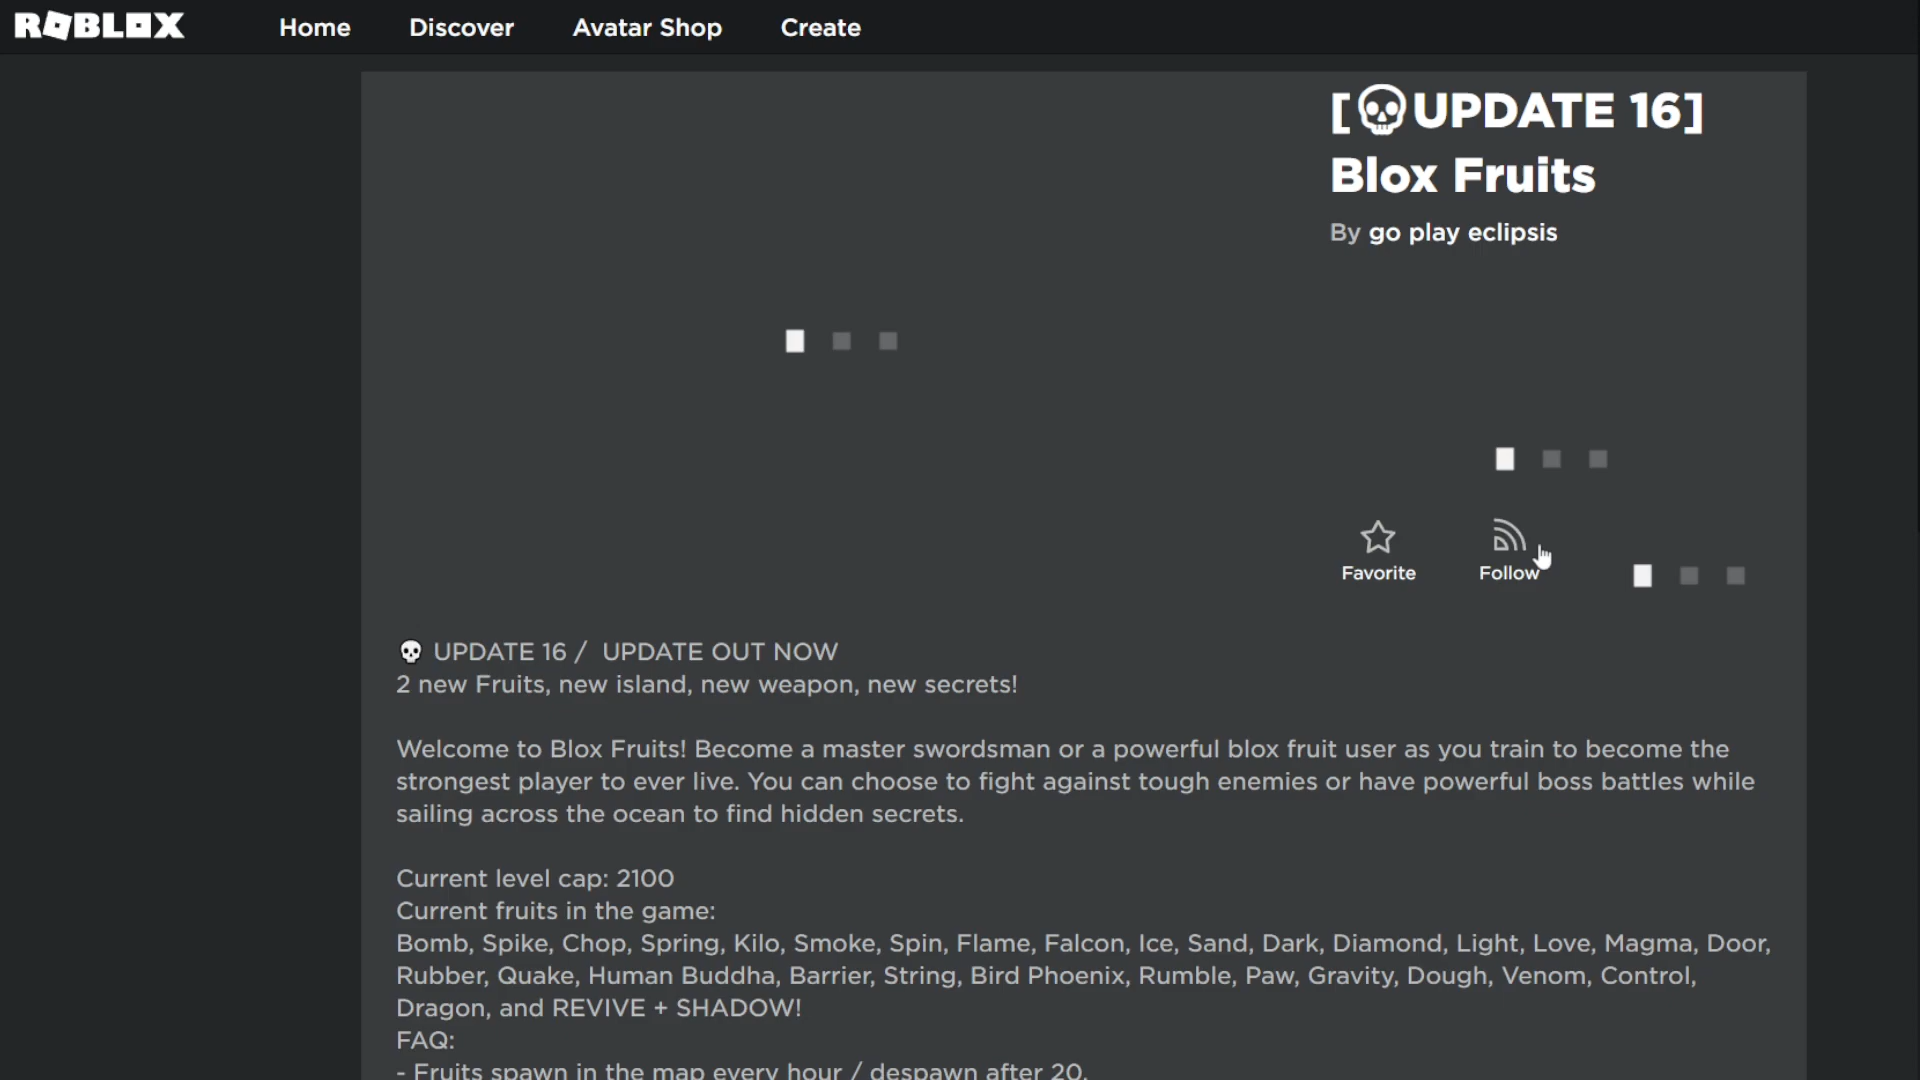 ROBLOX Home Discover Avatar Shop Create
[💀UPDATE 16]
Blox Fruits
By go play eclipsis
Favorite Follow
💀 UPDATE 16 / UPDATE OUT NOW
2 new Fruits, new island, new weapon, new secrets!
Welcome to Blox Fruits! Become a master swordsman or a powerful blox fruit user as you train to become the
strongest player to ever live. You can choose to fight against tough enemies or have powerful boss battles while
sailing across the ocean to find hidden secrets.
Current level cap: 2100
Current fruits in the game:
Bomb, Spike, Chop, Spring, Kilo, Smoke, Spin, Flame, Falcon, Ice, Sand, Dark, Diamond, Light, Love, Magma, Door,
Rubber, Quake, Human Buddha, Barrier, String, Bird Phoenix, Rumble, Paw, Gravity, Dough, Venom, Control,
Dragon, and REVIVE + SHADOW!
FAQ:
- Fruits spawn in the map every hour / despawn after 20.